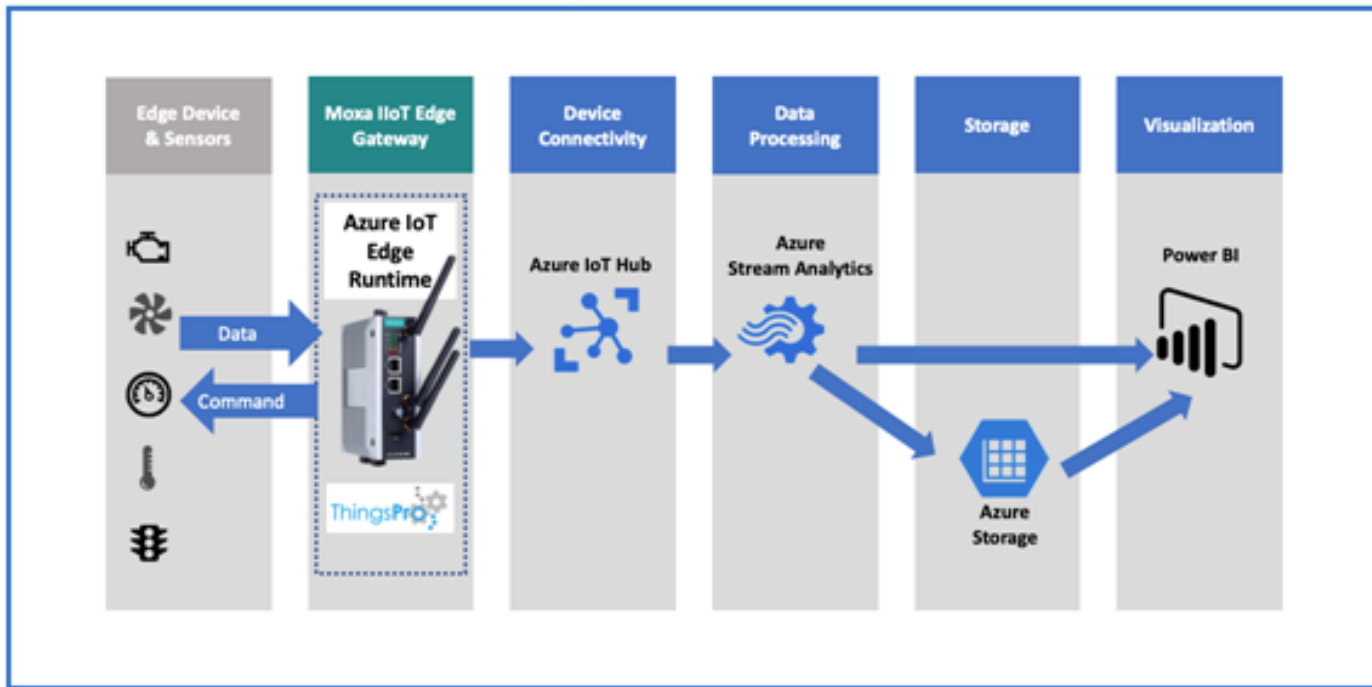 Edge Device
& Sensors
Moxa IIoT Edge
Gateway
Device
Connectivity
Data
Processing
Storage
Visualization
Azure IoT
Edge
Runtime
Data
Command
ThingsPro
Azure IoT Hub
Azure
Stream Analytics
Azure
Storage
Power BI